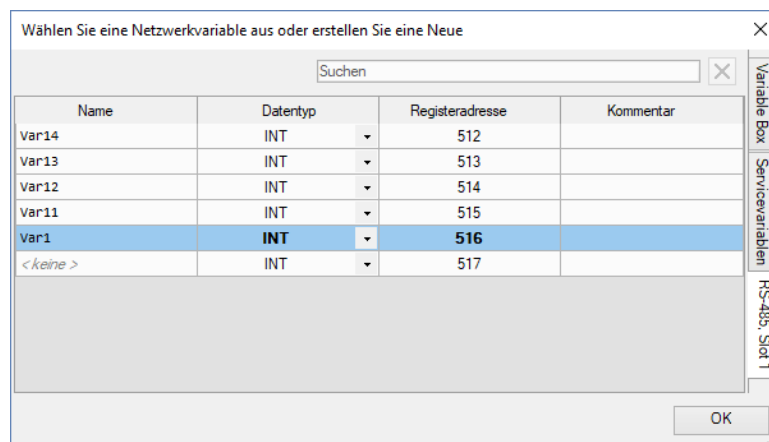 Wählen Sie eine Netzwerkvariable aus oder erstellen Sie eine Neue
Suchen
Name Datentyp Registeradresse Kommentar
Var14 INT 512
Var13 INT 513
Var12 INT 514
Var11 INT 515
Var1 INT 516
< keine > INT 517
Variable Box
Servicevariablen
RS-485, Slot 1
OK